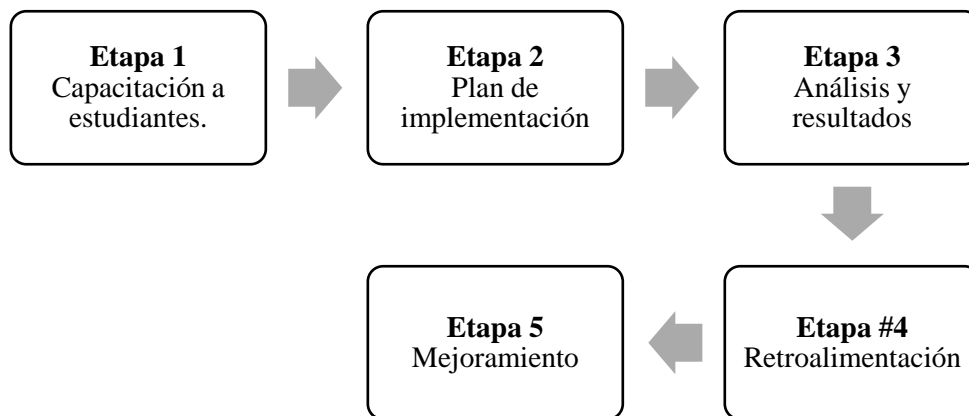 Etapa 1
Capacitación a
estudiantes.
Etapa 2
Plan de
implementación
Etapa 3
Análisis y
resultados
Etapa #4
Retroalimentación
Etapa 5
Mejoramiento